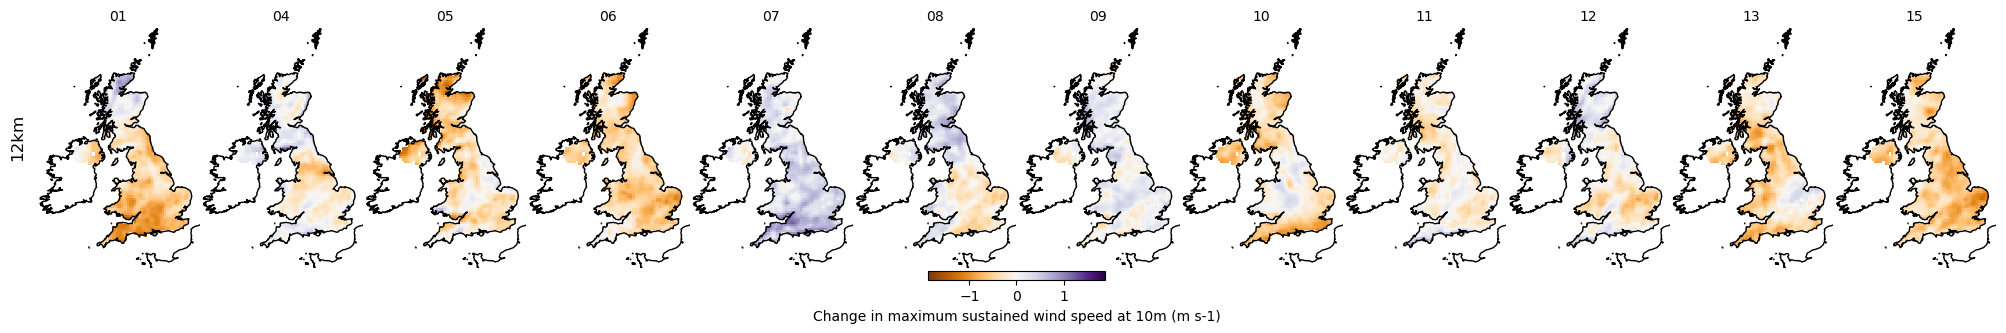 01 04 05 06 07 08 09 10 11 12 13 15
12km
−1 0 1
Change in maximum sustained wind speed at 10m (m s-1)